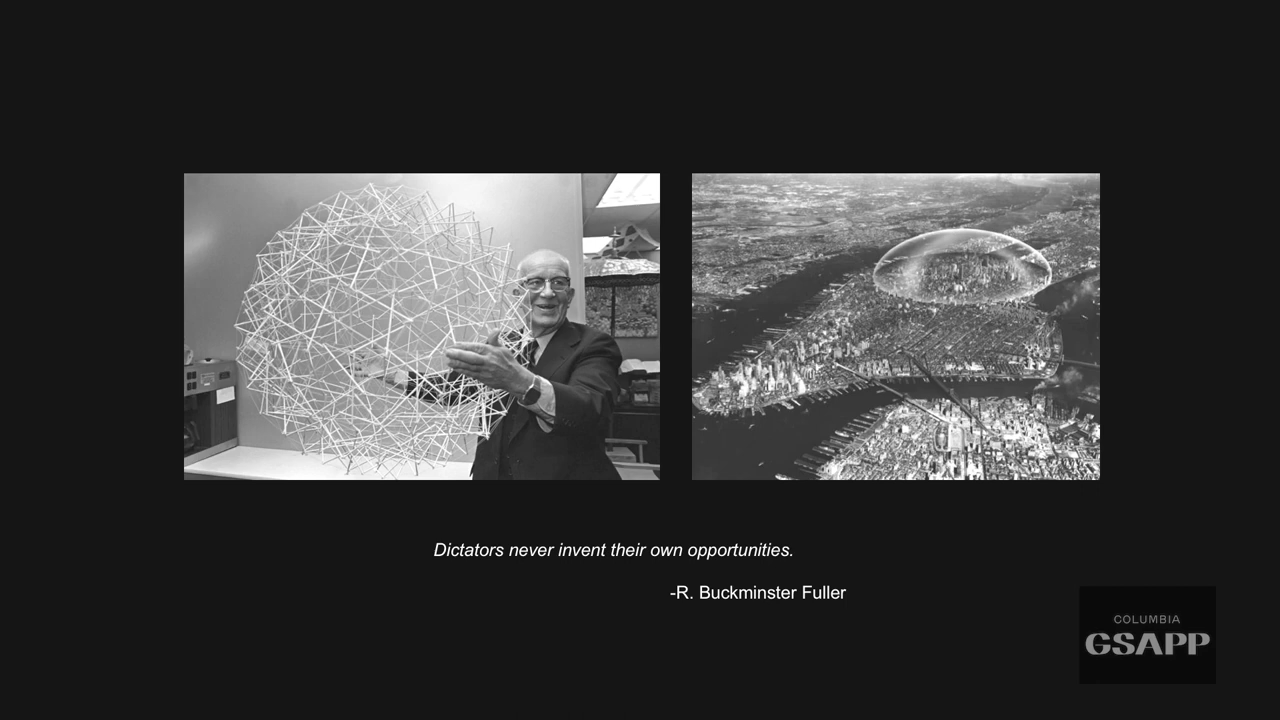 Dictators never invent their own opportunities.
-R. Buckminster Fuller
COLUMBIA
GSAPP